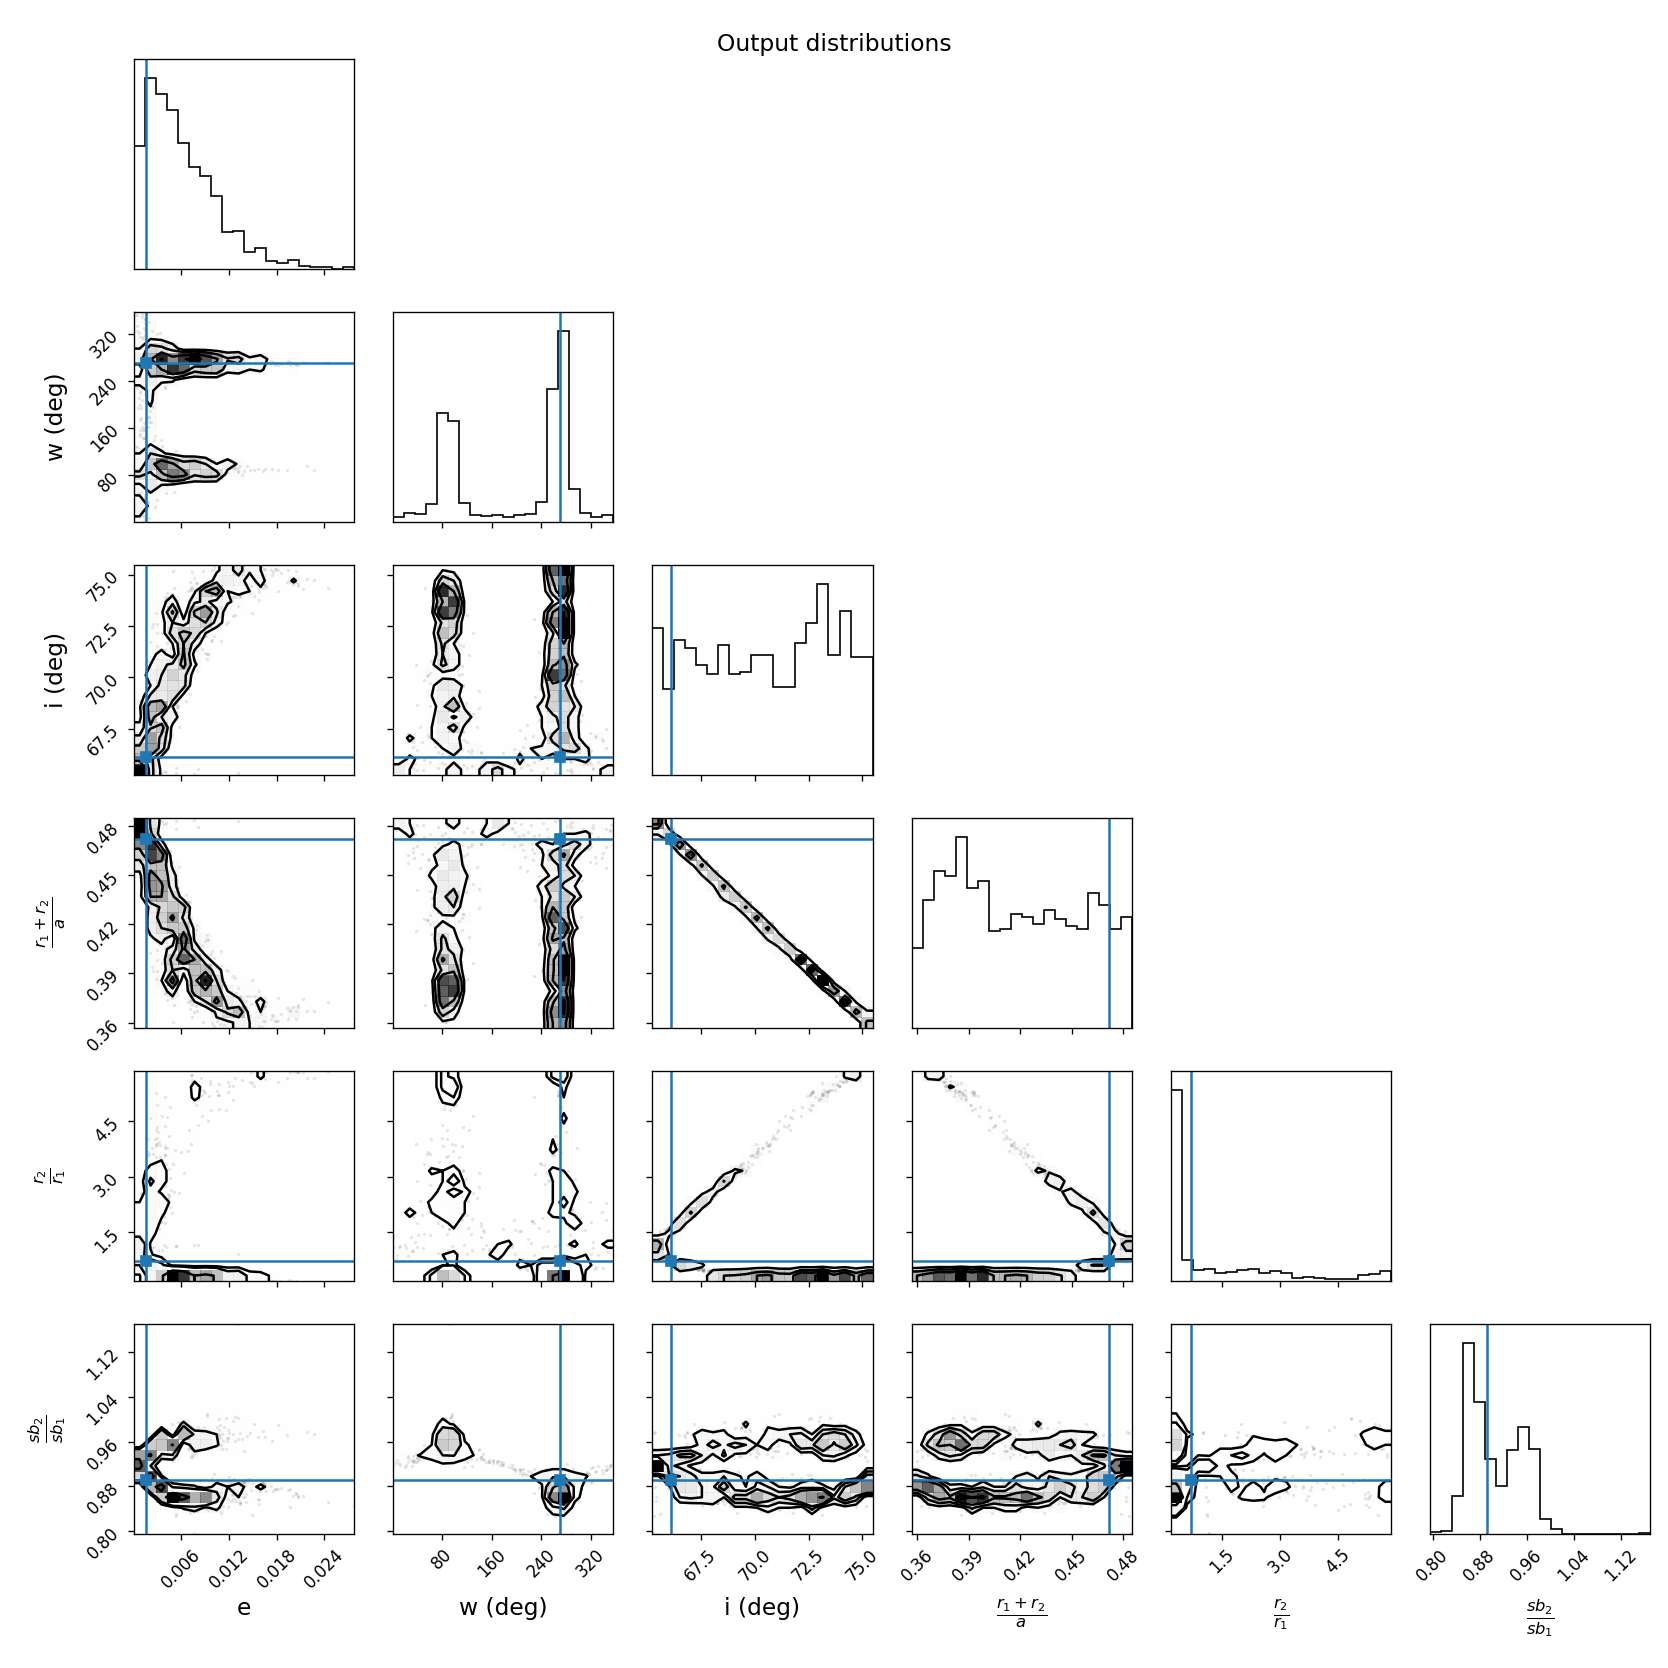 Output distributions
320
240
160
80
w (deg)
75.0
72.5
70.0
67.5
i (deg)
0.48
0.45
0.42
0.39
0.36
r₁ + r₂
a
4.5
3.0
1.5
r₂
r₁
1.12
1.04
0.96
0.88
0.80
sb₂
sb₁
0.006 0.012 0.018 0.024
80 160 240 320
67.5 70.0 72.5 75.0
0.36 0.39 0.42 0.45 0.48
1.5 3.0 4.5
0.80 0.88 0.96 1.04 1.12
e
w (deg)
i (deg)
r₁ + r₂
a
r₂
r₁
sb₂
sb₁